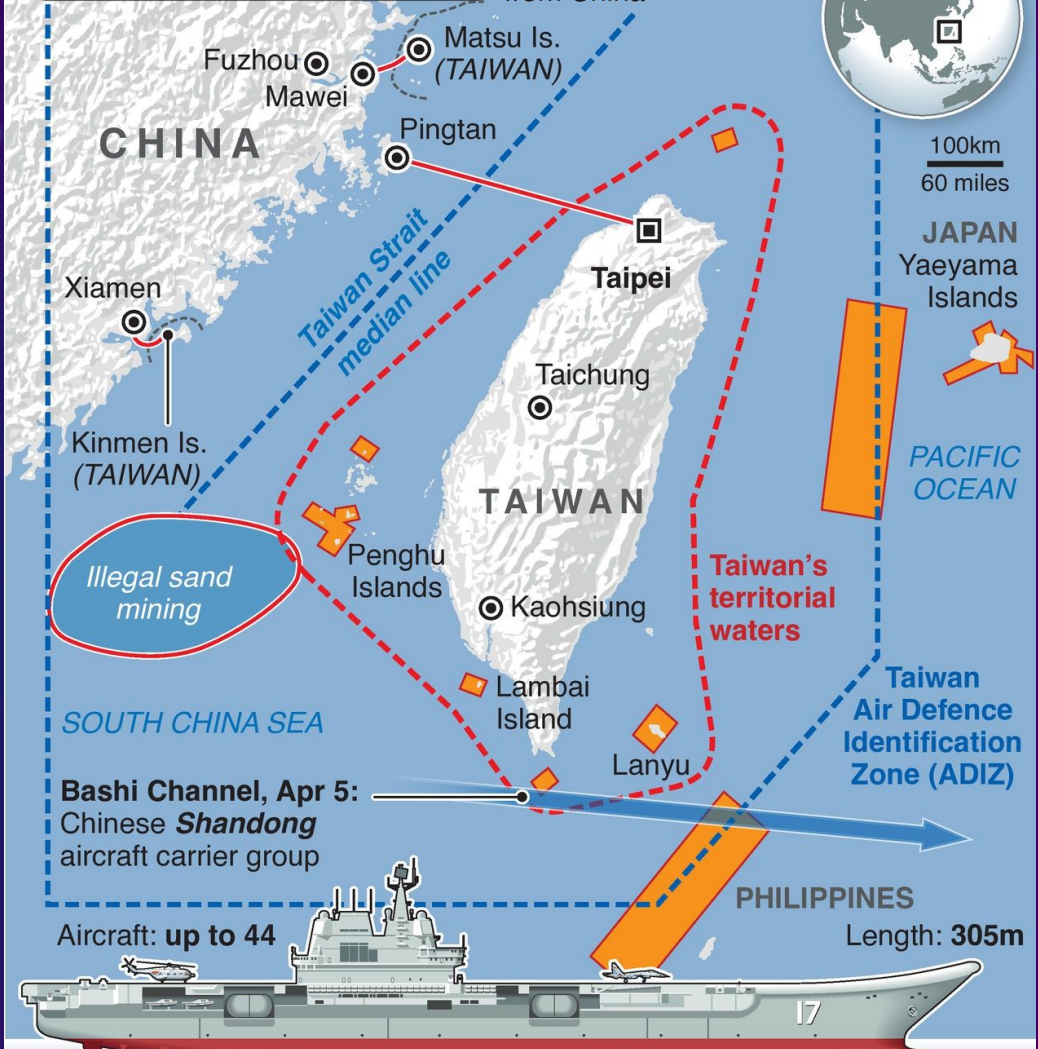 from China
Matsu Is.
(TAIWAN)
Fuzhou
Mawei
CHINA
Pingtan
100km
60 miles
JAPAN
Yaeyama
Islands
Taipei
Taiwan Strait
median line
Xiamen
Taichung
Kinmen Is.
(TAIWAN)
PACIFIC
OCEAN
TAIWAN
Illegal sand
mining
Penghu
Islands
Taiwan's
territorial
waters
Kaohsiung
Lambai
Island
SOUTH CHINA SEA
Taiwan
Air Defence
Identification
Zone (ADIZ)
Lanyu
Bashi Channel, Apr 5:
Chinese Shandong
aircraft carrier group
PHILIPPINES
Aircraft: up to 44
Length: 305m
17